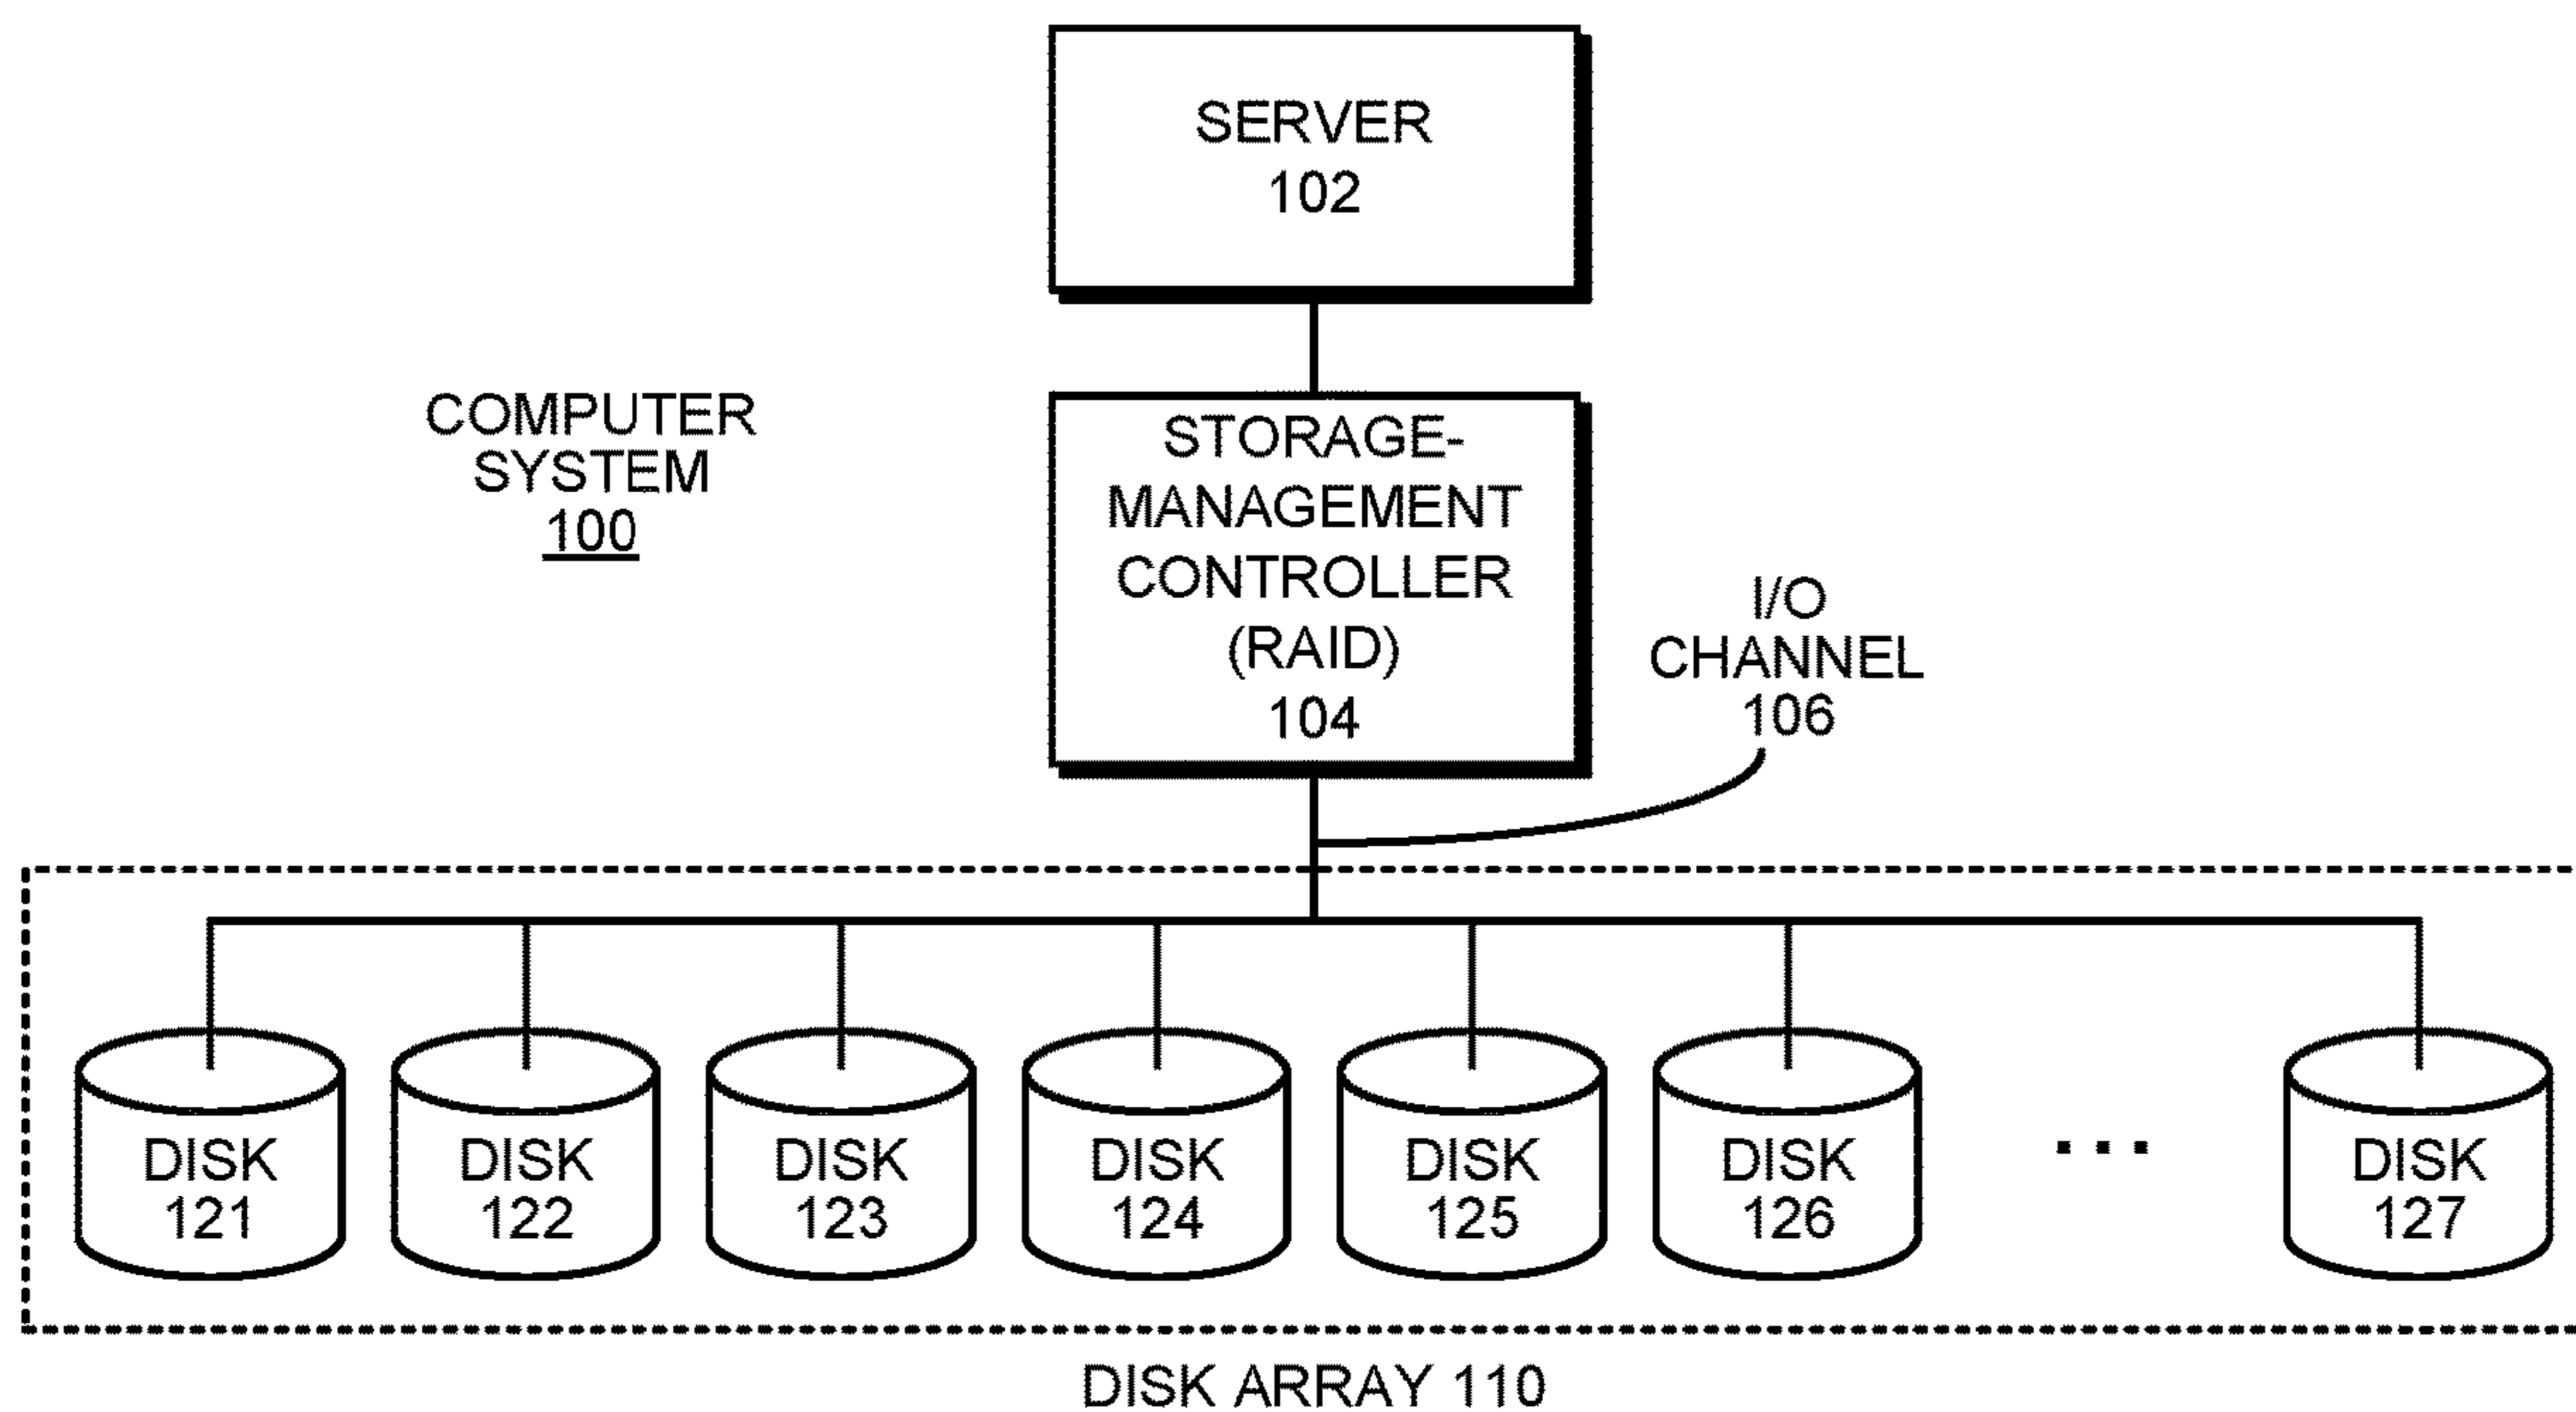 SERVER
102
COMPUTER
SYSTEM
100
STORAGE-
MANAGEMENT
CONTROLLER
(RAID)
104
I/O
CHANNEL
106
DISK
121
DISK
122
DISK
123
DISK
124
DISK
125
DISK
126
...
DISK
127
DISK ARRAY 110